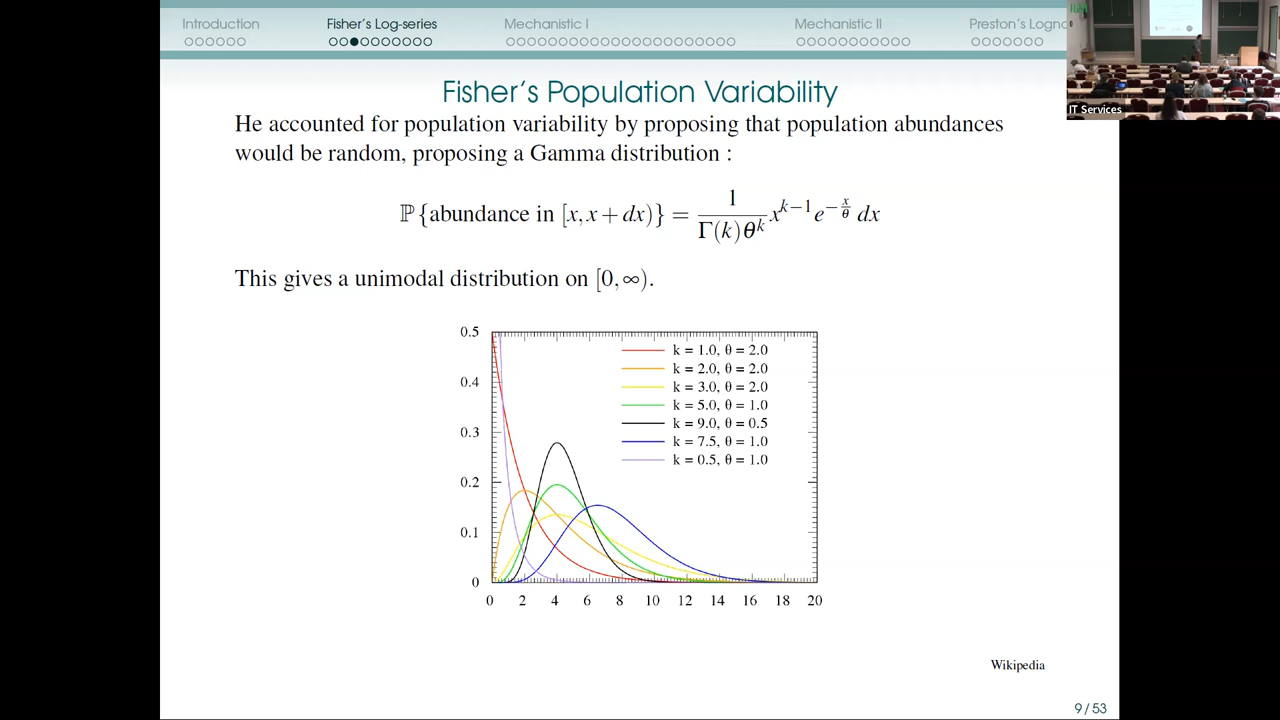 Introduction
Fisher's Log-series
Mechanistic I
Mechanistic II
Preston's Logno
IT Services
Fisher's Population Variability
He accounted for population variability by proposing that population abundances
would be random, proposing a Gamma distribution :
ℙ{abundance in [x, x + dx)} = 1/(Γ(k)θ^k) x^{k−1} e^{−x/θ} dx
This gives a unimodal distribution on [0, ∞).
0.5
0.4
0.3
0.2
0.1
0
k = 1.0, θ = 2.0
k = 2.0, θ = 2.0
k = 3.0, θ = 2.0
k = 5.0, θ = 1.0
k = 9.0, θ = 0.5
k = 7.5, θ = 1.0
k = 0.5, θ = 1.0
0 2 4 6 8 10 12 14 16 18 20
Wikipedia
9 / 53